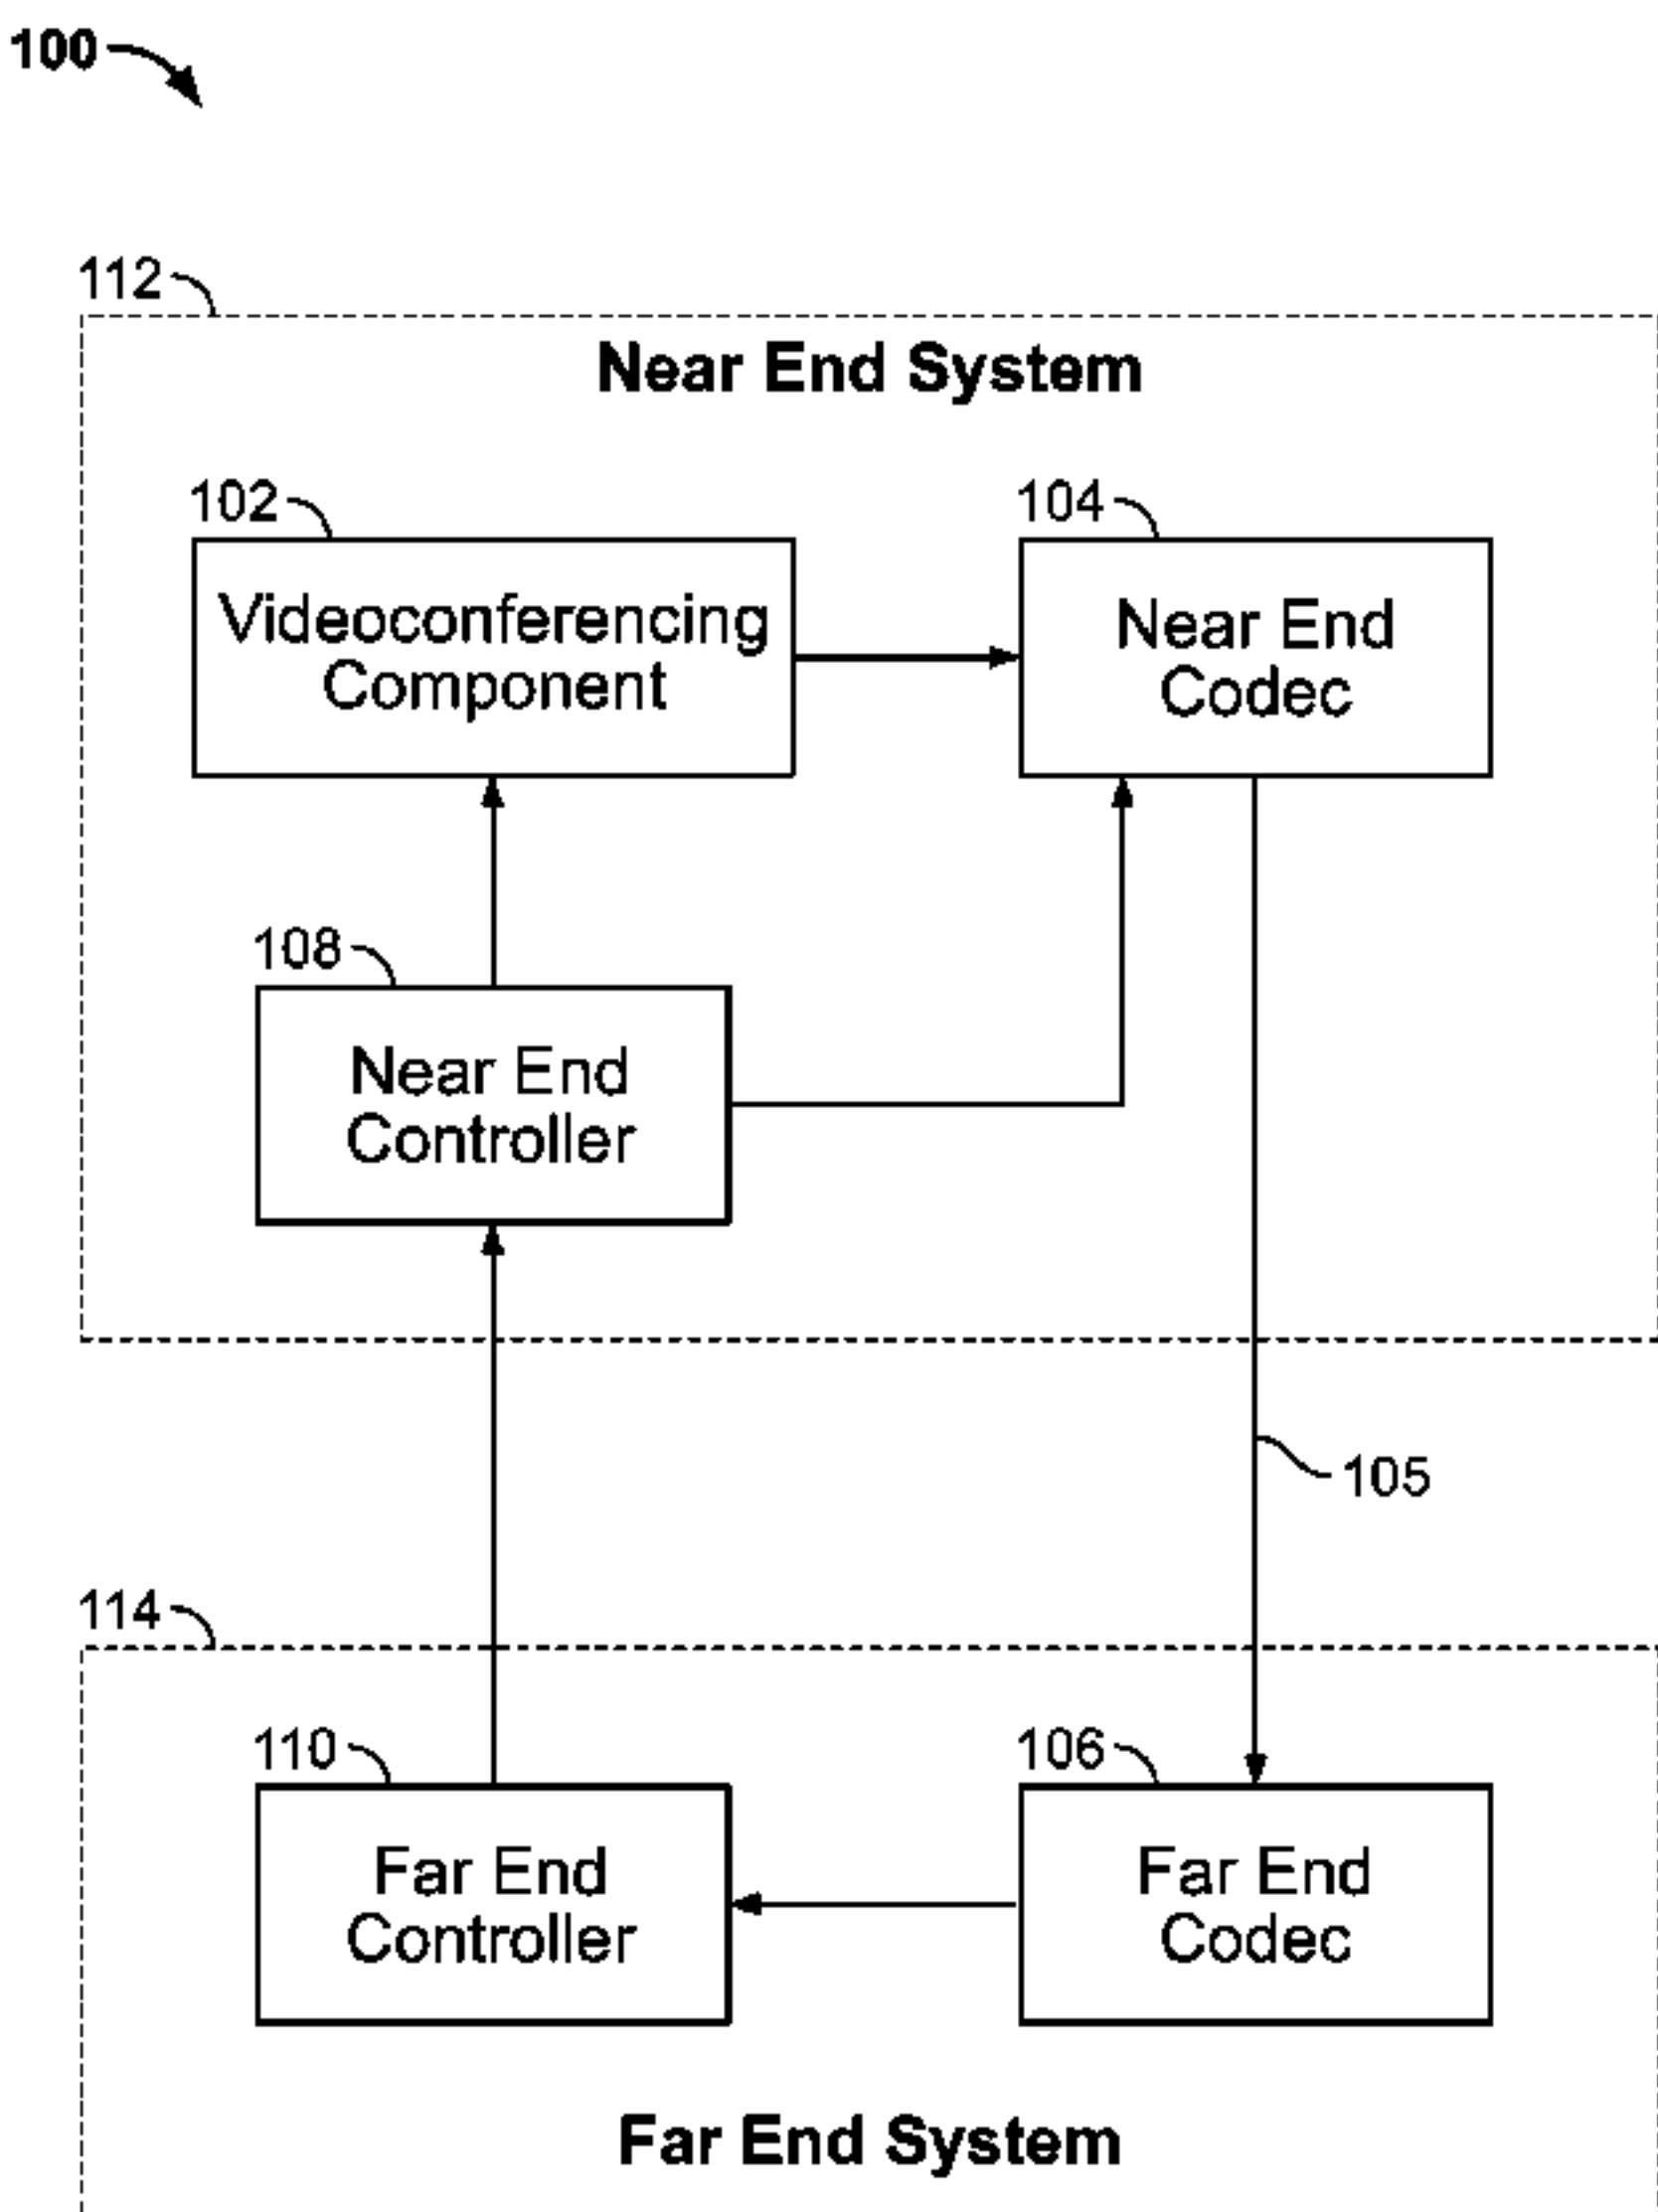 100
112
Near End System
102
104
Videoconferencing
Component
Near End
Codec
108
Near End
Controller
105
114
110
106
Far End
Controller
Far End
Codec
Far End System